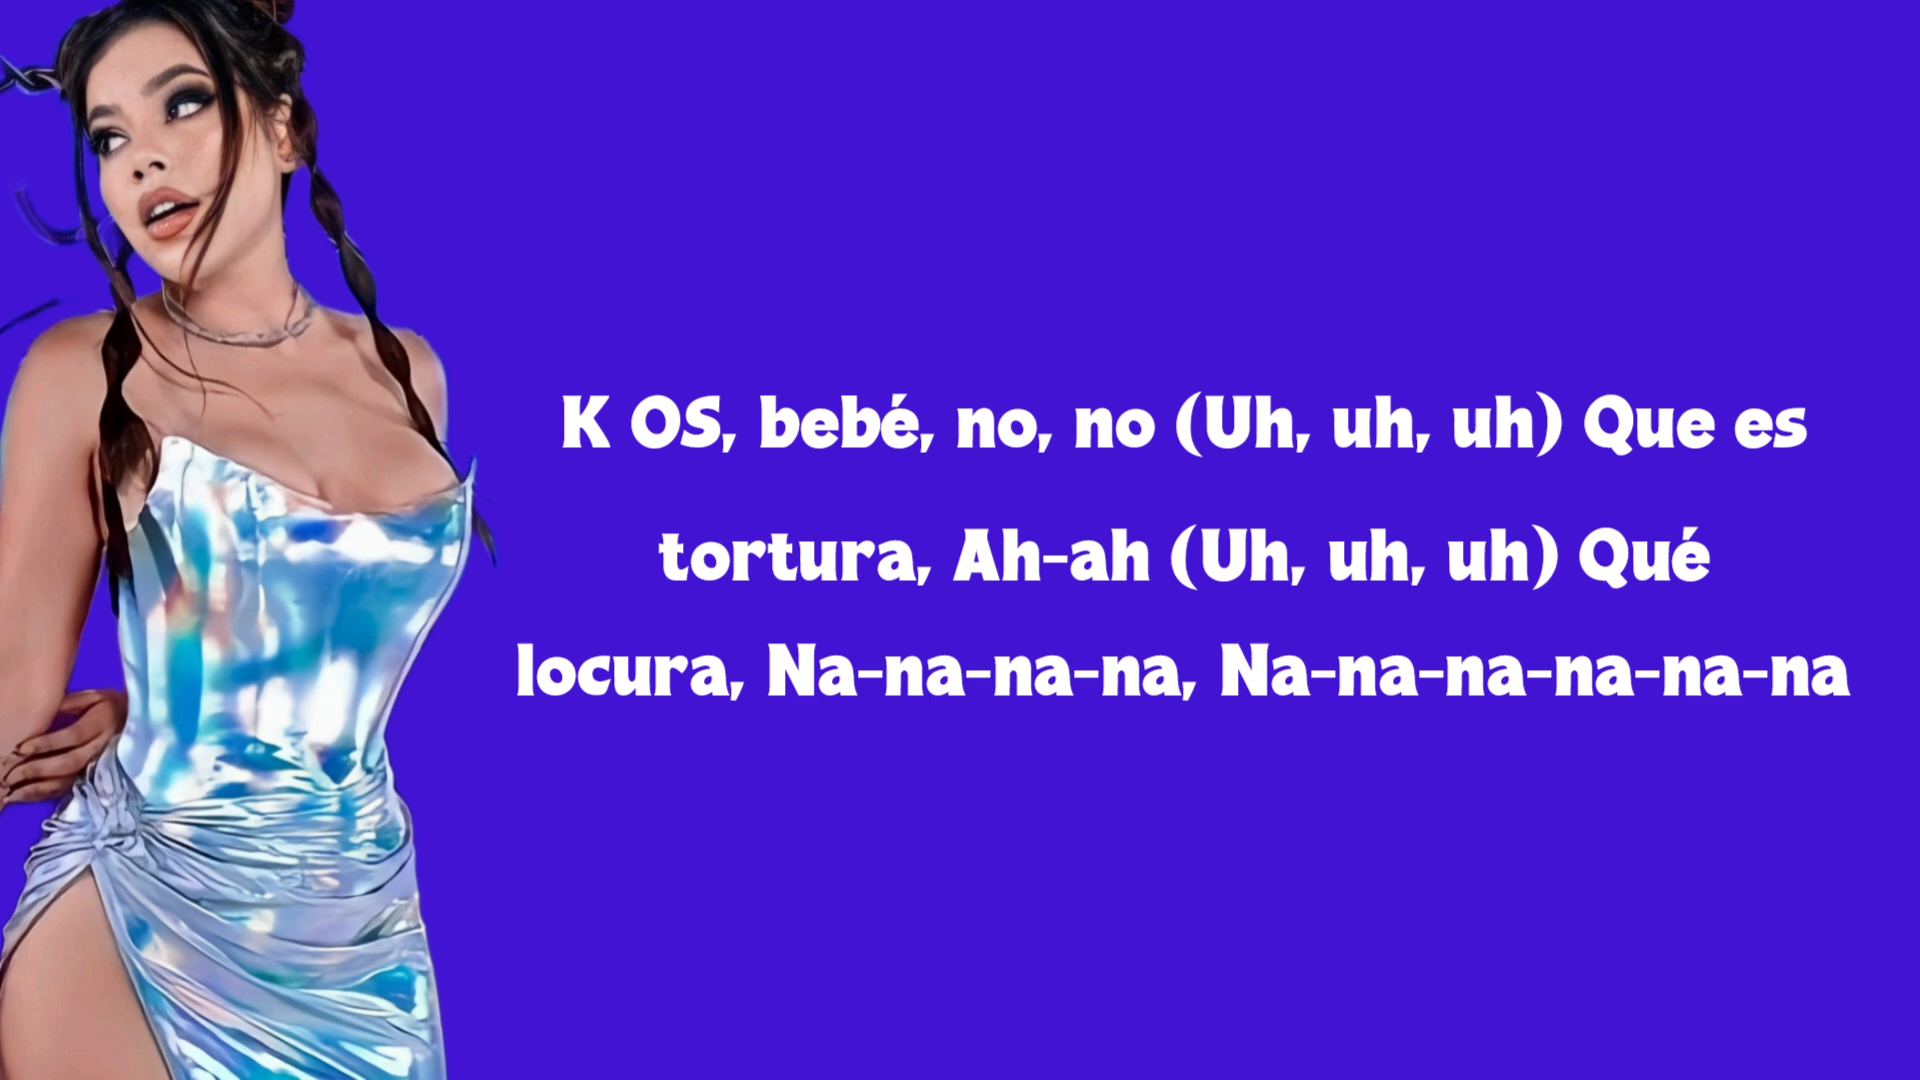 K OS, bebé, no, no (Uh, uh, uh) Que es
tortura, Ah-ah (Uh, uh, uh) Qué
locura, Na-na-na-na, Na-na-na-na-na-na